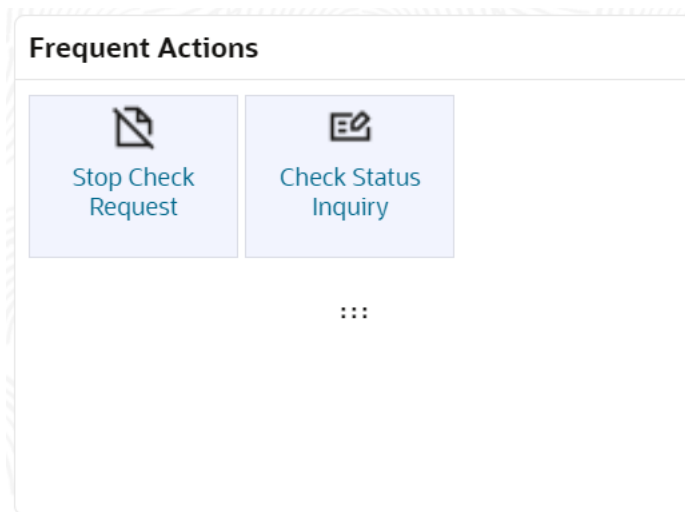 Frequent Actions
Stop Check
Request
Check Status
Inquiry